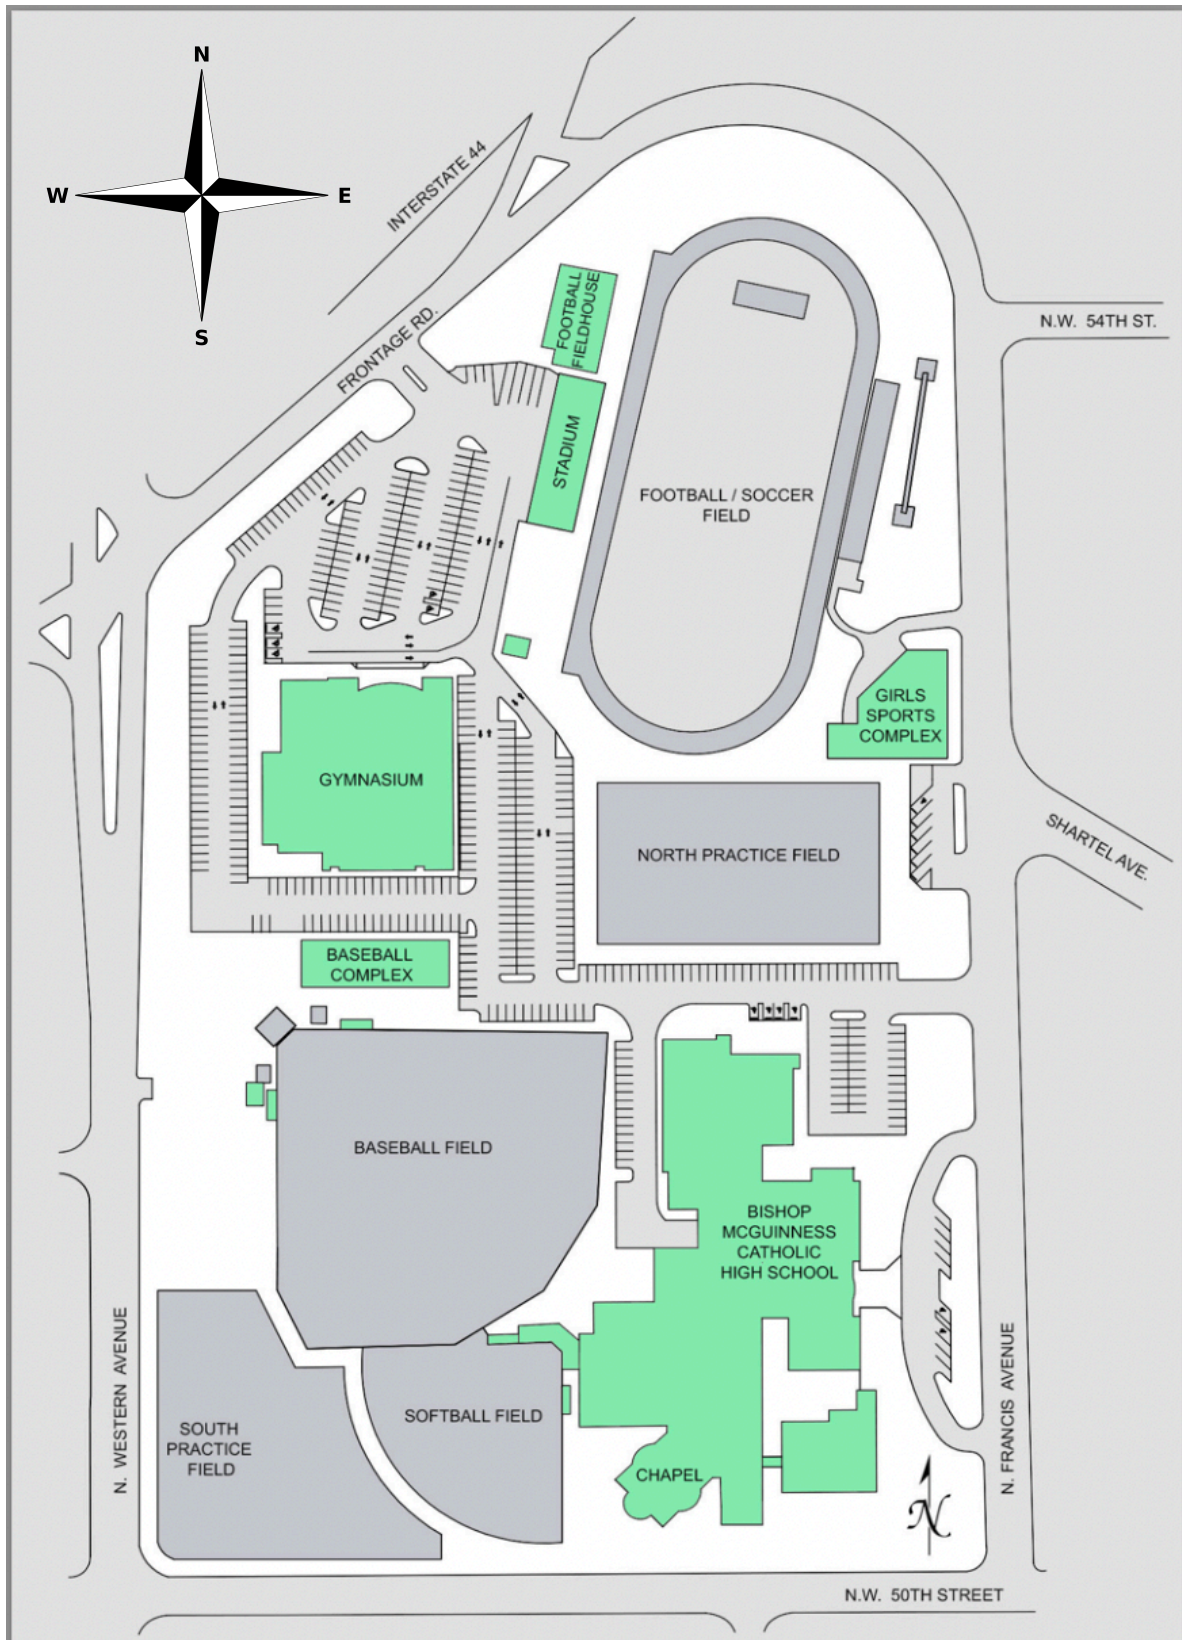 N
W
E
S
INTERSTATE 44
FRONTAGE RD.
N.W. 54TH ST.
FOOTBALL
FIELDHOUSE
STADIUM
FOOTBALL / SOCCER
FIELD
GIRLS
SPORTS
COMPLEX
GYMNASIUM
NORTH PRACTICE FIELD
SHARTEL AVE.
BASEBALL
COMPLEX
BASEBALL FIELD
BISHOP
MCGUINNESS
CATHOLIC
HIGH SCHOOL
N. WESTERN AVENUE
SOUTH
PRACTICE
FIELD
SOFTBALL FIELD
CHAPEL
N. FRANCIS AVENUE
N
N.W. 50TH STREET